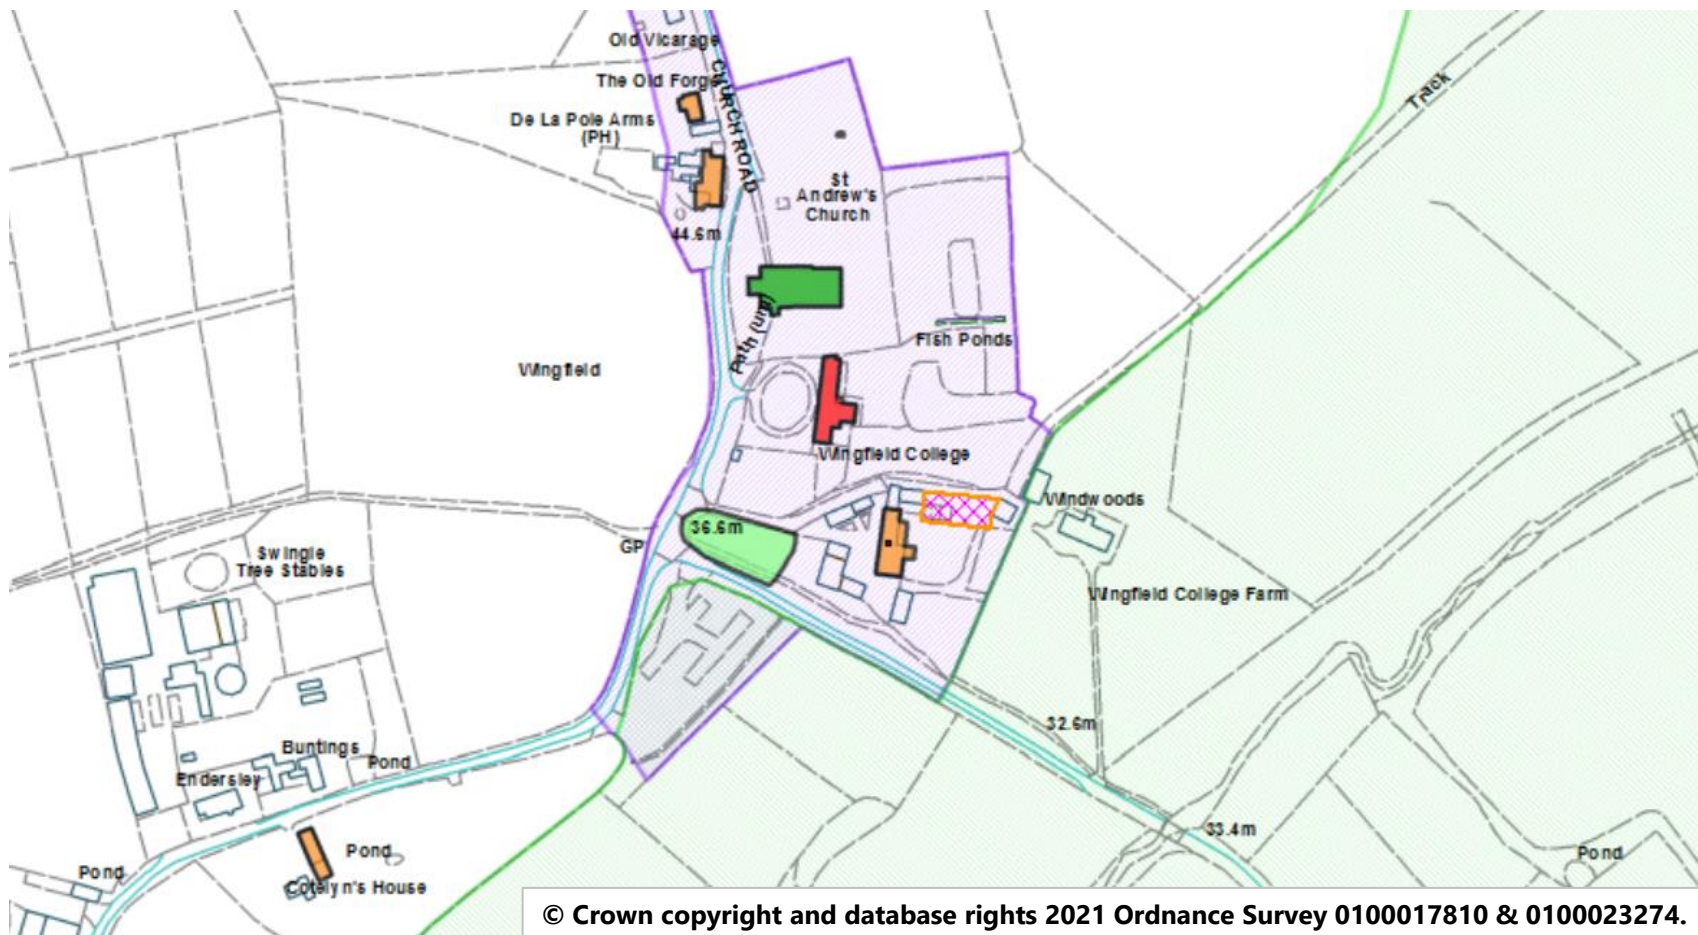 Old Vicarage
The Old Forge
CHURCH ROAD
De La Pole Arms
(PH)
Track
St
Andrew's
Church
44.6m
Path (um)
Fish Ponds
Wingfield
Wingfield College
Windwoods
36.6m
GP
Swingle
Tree Stables
Wingfield College Farm
32.6m
Buntings
Pond
Endersley
33.4m
Pond
Pond
Pond
Cotelyn's House
© Crown copyright and database rights 2021 Ordnance Survey 0100017810 & 0100023274.